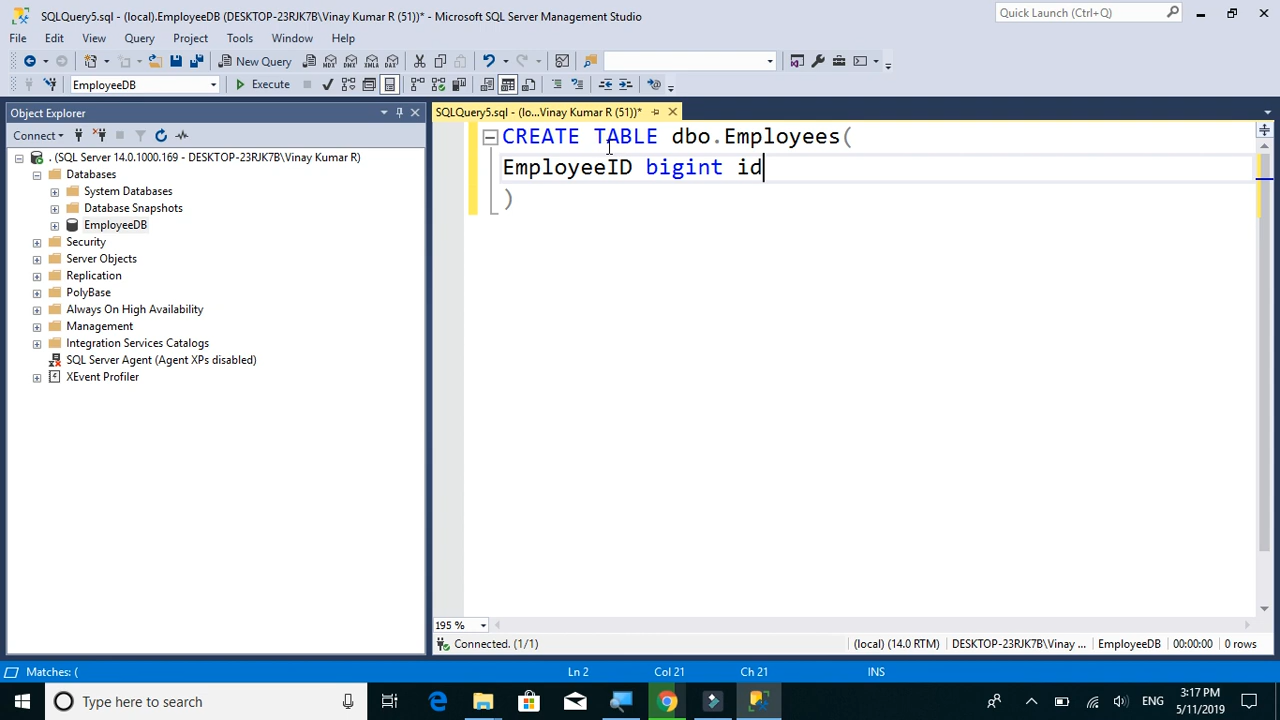 SQLQuery5.sql - (local).EmployeeDB (DESKTOP-23RJK7B\Vinay Kumar R (51))* - Microsoft SQL Server Management Studio
Quick Launch (Ctrl+Q)
File Edit View Query Project Tools Window Help
New Query
EmployeeDB
Execute
Object Explorer
SQLQuery5.sql - (lo...Vinay Kumar R (51))*
Connect
. (SQL Server 14.0.1000.169 - DESKTOP-23RJK7B\Vinay Kumar R)
Databases
System Databases
Database Snapshots
EmployeeDB
Security
Server Objects
Replication
PolyBase
Always On High Availability
Management
Integration Services Catalogs
SQL Server Agent (Agent XPs disabled)
XEvent Profiler
CREATE TABLE dbo.Employees(
EmployeeID bigint id
)
195 %
Connected. (1/1)
(local) (14.0 RTM) DESKTOP-23RJK7B\Vinay ... EmployeeDB 00:00:00 0 rows
Matches: ( Ln 2 Col 21 Ch 21 INS
Type here to search
ENG
3:17 PM
5/11/2019